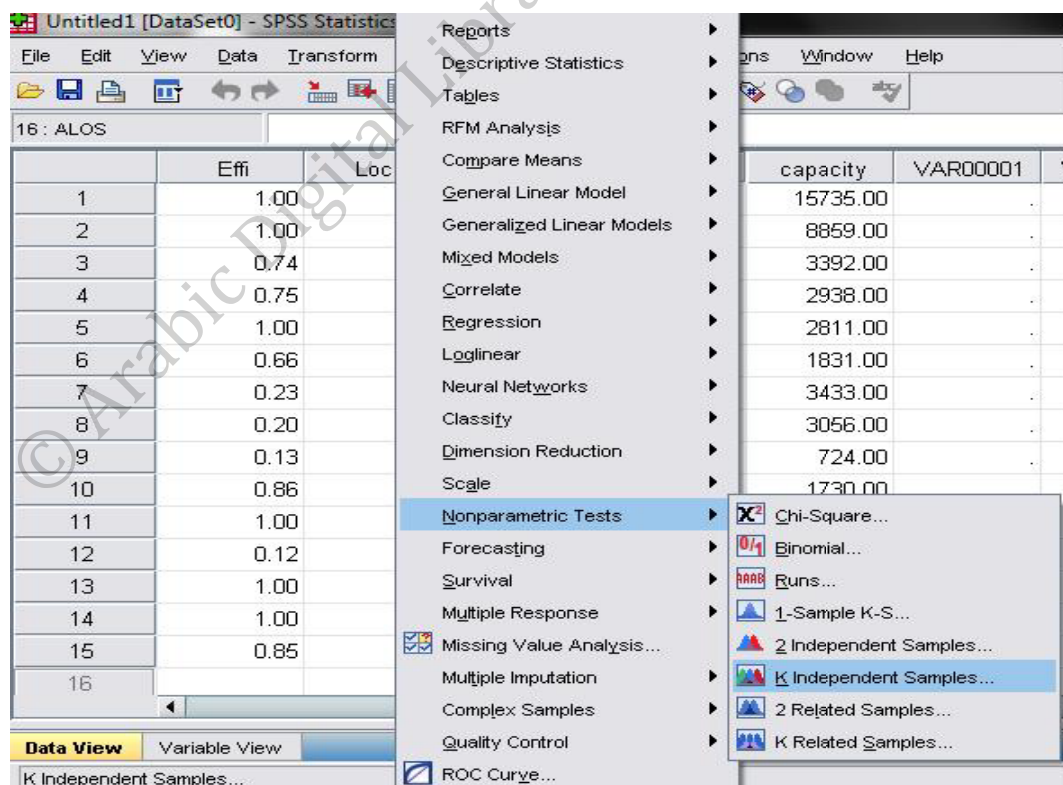 Untitled1 [DataSet0] - SPSS Statistics
File Edit View Data Transform
ons Window Help
16 : ALOS
Effi Loc capacity VAR00001
1 1.00 15735.00 .
2 1.00 8859.00 .
3 0.74 3392.00 .
4 0.75 2938.00 .
5 1.00 2811.00 .
6 0.66 1831.00 .
7 0.23 3433.00 .
8 0.20 3056.00 .
9 0.13 724.00 .
10 0.86 1730.00
11 1.00
12 0.12
13 1.00
14 1.00
15 0.85
16
Data View Variable View
K Independent Samples...
Reports
Descriptive Statistics
Tables
RFM Analysis
Compare Means
General Linear Model
Generalized Linear Models
Mixed Models
Correlate
Regression
Loglinear
Neural Networks
Classify
Dimension Reduction
Scale
Nonparametric Tests
Forecasting
Survival
Multiple Response
Missing Value Analysis...
Multiple Imputation
Complex Samples
Quality Control
ROC Curve...
X² Chi-Square...
0/1 Binomial...
AAAB Runs...
1-Sample K-S...
2 Independent Samples...
K Independent Samples...
2 Related Samples...
K Related Samples...
© Arabic Digital Library